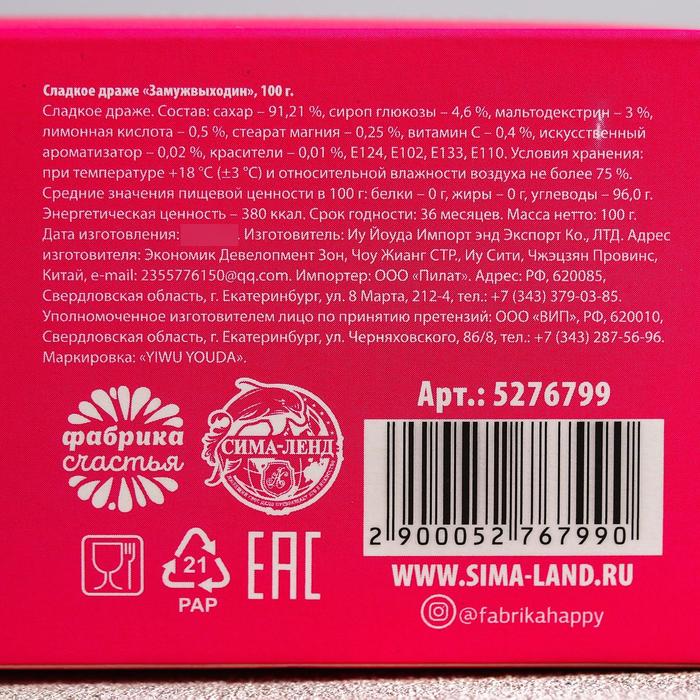 Сладкое драже «Замужвыходин», 100 г.
Сладкое драже. Состав: сахар – 91,21 %, сироп глюкозы – 4,6 %, мальтодекстрин – 3 %,
лимонная кислота – 0,5 %, стеарат магния – 0,25 %, витамин С – 0,4 %, искусственный
ароматизатор – 0,02 %, красители – 0,01 %, Е124, Е102, Е133, Е110. Условия хранения:
при температуре +18 °С (±3 °С) и относительной влажности воздуха не более 75 %.
Средние значения пищевой ценности в 100 г: белки – 0 г, жиры – 0 г, углеводы – 96,0 г.
Энергетическая ценность – 380 ккал. Срок годности: 36 месяцев. Масса нетто: 100 г.
Дата изготовления: . Изготовитель: Иу Йоуда Импорт энд Экспорт Ко., ЛТД. Адрес
изготовителя: Экономик Девелопмент Зон, Чоу Жианг СТР., Иу Сити, Чжэцзян Провинс,
Китай, e-mail: 2355776150@qq.com. Импортер: ООО «Пилат». Адрес: РФ, 620085,
Свердловская область, г. Екатеринбург, ул. 8 Марта, 212-4, тел.: +7 (343) 379-03-85.
Уполномоченное изготовителем лицо по принятию претензий: ООО «ВИП», РФ, 620010,
Свердловская область, г. Екатеринбург, ул. Черняховского, 86/8, тел.: +7 (343) 287-56-96.
Маркировка: «YIWU YOUDA».
фабрика
счастья
СИМА-ЛЕНД
Арт.: 5276799
2 900052 767990
21
PAP
EAC
WWW.SIMA-LAND.RU
@fabrikahappy